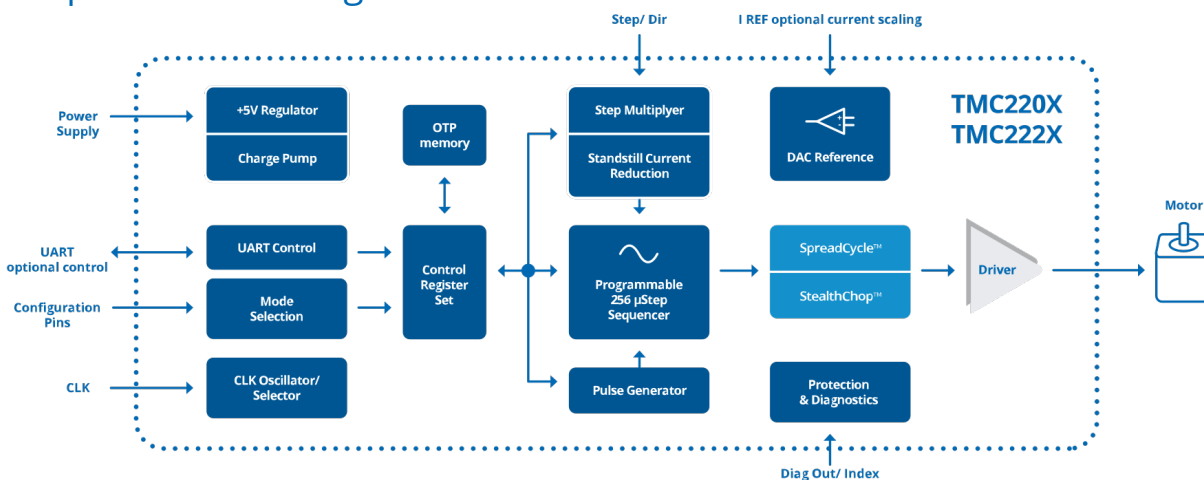 Step/ Dir
I REF optional current scaling
Power
Supply
+5V Regulator
Charge Pump
OTP
memory
Step Multiplyer
Standstill Current
Reduction
DAC Reference
TMC220X
TMC222X
Motor
UART
optional control
UART Control
Configuration
Pins
Mode
Selection
Control
Register
Set
Programmable
256 µStep
Sequencer
SpreadCycle™
StealthChop™
Driver
CLK
CLK Oscillator/
Selector
Pulse Generator
Protection
& Diagnostics
Diag Out/ Index